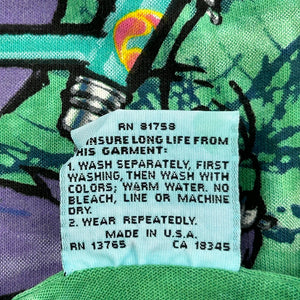 RN 81758
INSURE LONG LIFE FROM
THIS GARMENT:
1. WASH SEPARATELY, FIRST
WASHING, THEN WASH WITH
COLORS; WARM WATER. NO
BLEACH, LINE OR MACHINE
DRY.
2. WEAR REPEATEDLY.
MADE IN U.S.A.
RN 13765 CA 19345